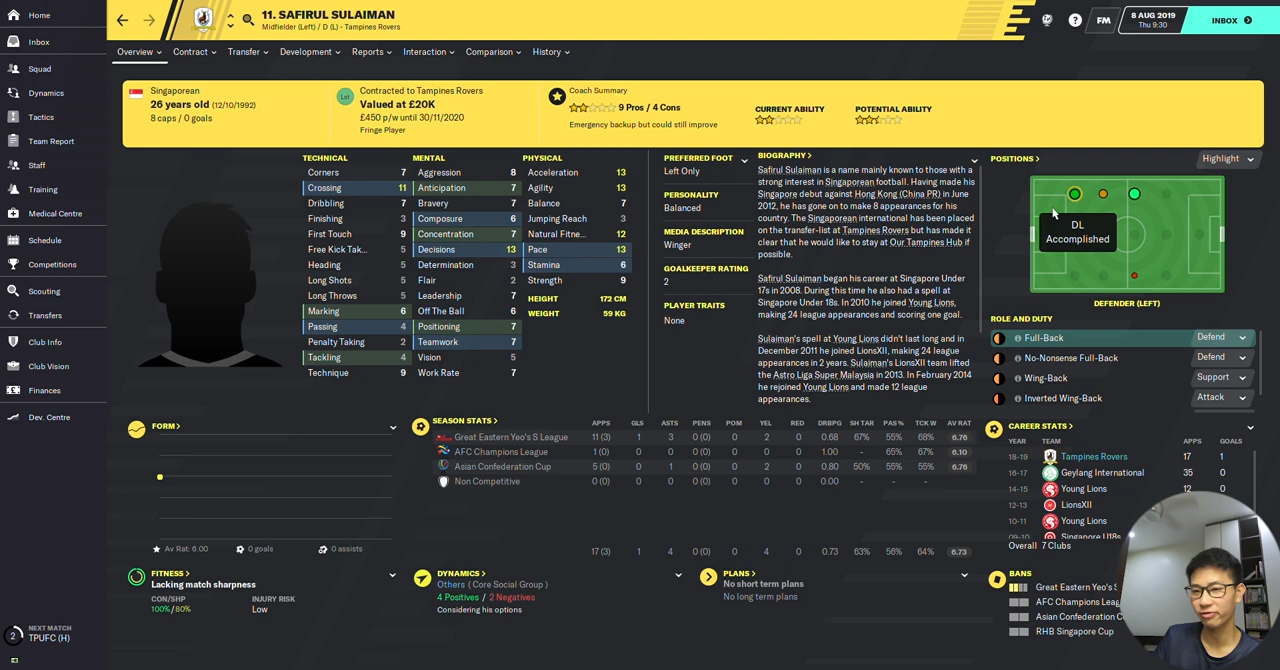 Home
Inbox
Squad
Dynamics
Tactics
Team Report
Staff
Training
Medical Centre
Schedule
Competitions
Scouting
Transfers
Club Info
Club Vision
Finances
Dev. Centre
2 NEXT MATCH
TPUFC (H)
11. SAFIRUL SULAIMAN
Midfielder (Left) / D (L) - Tampines Rovers
FM
8 AUG 2019
Thu 9:30
INBOX
Overview Contract Transfer Development Reports Interaction Comparison History
Singaporean
26 years old (12/10/1992)
8 caps / 0 goals
Lst
Contracted to Tampines Rovers
Valued at £20K
£450 p/w until 30/11/2020
Fringe Player
Coach Summary
9 Pros / 4 Cons
Emergency backup but could still improve
CURRENT ABILITY
POTENTIAL ABILITY
TECHNICAL
Corners 7
Crossing 11
Dribbling 7
Finishing 3
First Touch 9
Free Kick Tak... 5
Heading 5
Long Shots 5
Long Throws 5
Marking 6
Passing 4
Penalty Taking 2
Tackling 4
Technique 9
MENTAL
Aggression 8
Anticipation 7
Bravery 7
Composure 6
Concentration 7
Decisions 13
Determination 3
Flair 2
Leadership 7
Off The Ball 6
Positioning 7
Teamwork 7
Vision 5
Work Rate 7
PHYSICAL
Acceleration 13
Agility 13
Balance 7
Jumping Reach 3
Natural Fitne... 12
Pace 13
Stamina 6
Strength 9
HEIGHT 172 CM
WEIGHT 59 KG
PREFERRED FOOT
Left Only
PERSONALITY
Balanced
MEDIA DESCRIPTION
Winger
GOALKEEPER RATING
2
PLAYER TRAITS
None
BIOGRAPHY >
Safirul Sulaiman is a name mainly known to those with a
strong interest in Singaporean football. Having made his
Singapore debut against Hong Kong (China PR) in June
2012, he has gone on to make 8 appearances for his
country. The Singaporean international has been placed
on the transfer-list at Tampines Rovers but has made it
clear that he would like to stay at Our Tampines Hub if
possible.
Safirul Sulaiman began his career at Singapore Under
17s in 2008. During this time he also had a spell at
Singapore Under 18s. In 2010 he joined Young Lions,
making 24 league appearances and scoring one goal.
Sulaiman's spell at Young Lions didn't last long and in
December 2011 he joined LionsXII, making 24 league
appearances in 2 years. Sulaiman's LionsXII team lifted
the Astro Liga Super Malaysia in 2013. In February 2014
he rejoined Young Lions and made 12 league
appearances.
POSITIONS >
Highlight
DL
Accomplished
DEFENDER (LEFT)
ROLE AND DUTY
Full-Back Defend
No-Nonsense Full-Back Defend
Wing-Back Support
Inverted Wing-Back Attack
FORM >
Av Rat: 6.00 0 goals 0 assists
SEASON STATS > APPS GLS ASTS PENS POM YEL RED DRBPG SH TAR PAS % TCK W AV RAT
Great Eastern Yeo's S League 11 (3) 1 3 0 (0) 0 2 0 0.68 67% 55% 68% 6.76
AFC Champions League 1 (0) 0 0 0 (0) 0 0 0 1.00 - 65% 67% 6.10
Asian Confederation Cup 5 (0) 0 1 0 (0) 0 2 0 0.80 50% 55% 55% 6.76
Non Competitive 0 (0) 0 0 0 (0) 0 0 0 0.00 - - -
17 (3) 1 4 0 (0) 0 4 0 0.73 63% 56% 64% 6.73
CAREER STATS >
YEAR TEAM APPS GOALS
18-19 Tampines Rovers 17 1
16-17 Geylang International 35 0
14-15 Young Lions 12 0
12-13 LionsXII
10-11 Young Lions
09-10 Singapore U18s
Overall 7 Clubs
FITNESS >
Lacking match sharpness
CON/SHP INJURY RISK
100%/80% Low
DYNAMICS >
Others ( Core Social Group )
4 Positives / 2 Negatives
Considering his options
PLANS >
No short term plans
No long term plans
BANS
Great Eastern Yeo's S
AFC Champions Leag
Asian Confederation C
RHB Singapore Cup